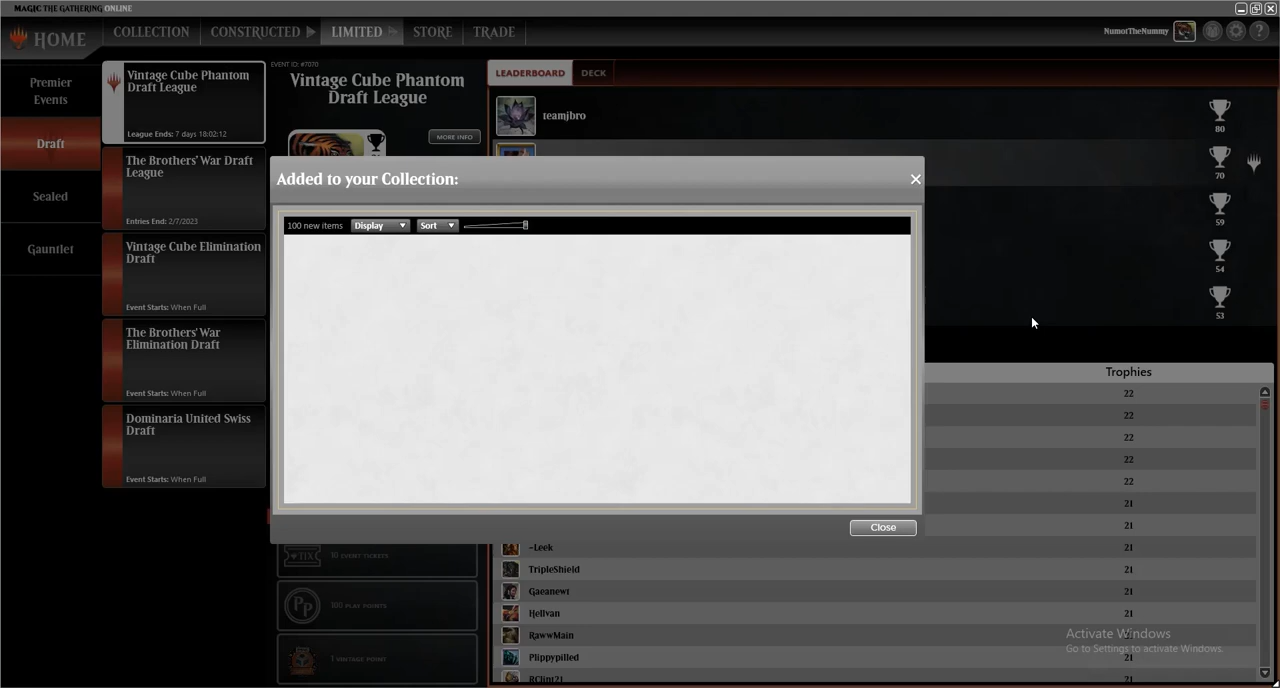 MAGIC THE GATHERING ONLINE
HOME
COLLECTION
CONSTRUCTED
LIMITED
STORE
TRADE
NumotTheNummy
Premier
Events
Draft
Sealed
Gauntlet
Vintage Cube Phantom
Draft League
League Ends: 7 days 18:02:12
The Brothers' War Draft
League
Entries End: 2/7/2023
Vintage Cube Elimination
Draft
Event Starts: When Full
The Brothers' War
Elimination Draft
Event Starts: When Full
Dominaria United Swiss
Draft
Event Starts: When Full
EVENT ID: #7070
Vintage Cube Phantom
Draft League
MORE INFO
LEADERBOARD
DECK
teamjbro
80
70
59
54
53
Added to your Collection:
100 new items
Display
Sort
Close
Trophies
22
22
22
22
22
21
21
-Leek 21
TripleShield 21
Gaeanewt 21
Hellvan 21
RawwMain 21
Plippypilled 21
RClint21 21
TIX
10 EVENT TICKETS
PP
100 PLAY POINTS
1 VINTAGE POINT
Activate Windows
Go to Settings to activate Windows.